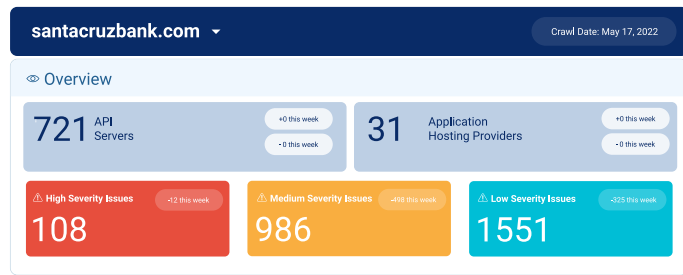 santacruzbank.com
Crawl Date: May 17, 2022
Overview
721 API Servers
+0 this week
- 0 this week
31 Application Hosting Providers
+0 this week
- 0 this week
High Severity Issues
-12 this week
108
Medium Severity Issues
-498 this week
986
Low Severity Issues
-325 this week
1551